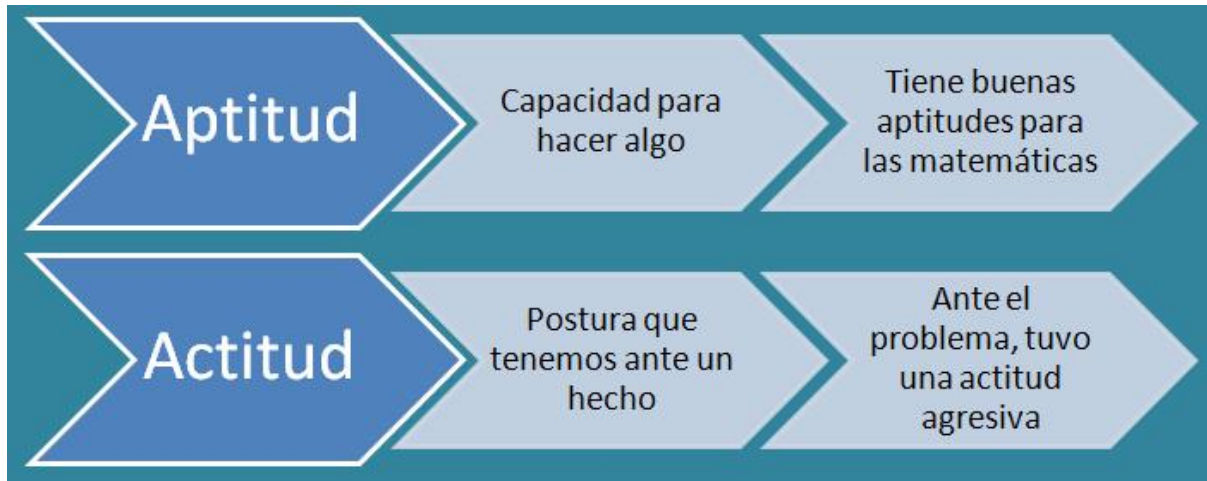 Aptitud
Capacidad para
hacer algo
Tiene buenas
aptitudes para
las matemáticas
Actitud
Postura que
tenemos ante un
hecho
Ante el
problema, tuvo
una actitud
agresiva